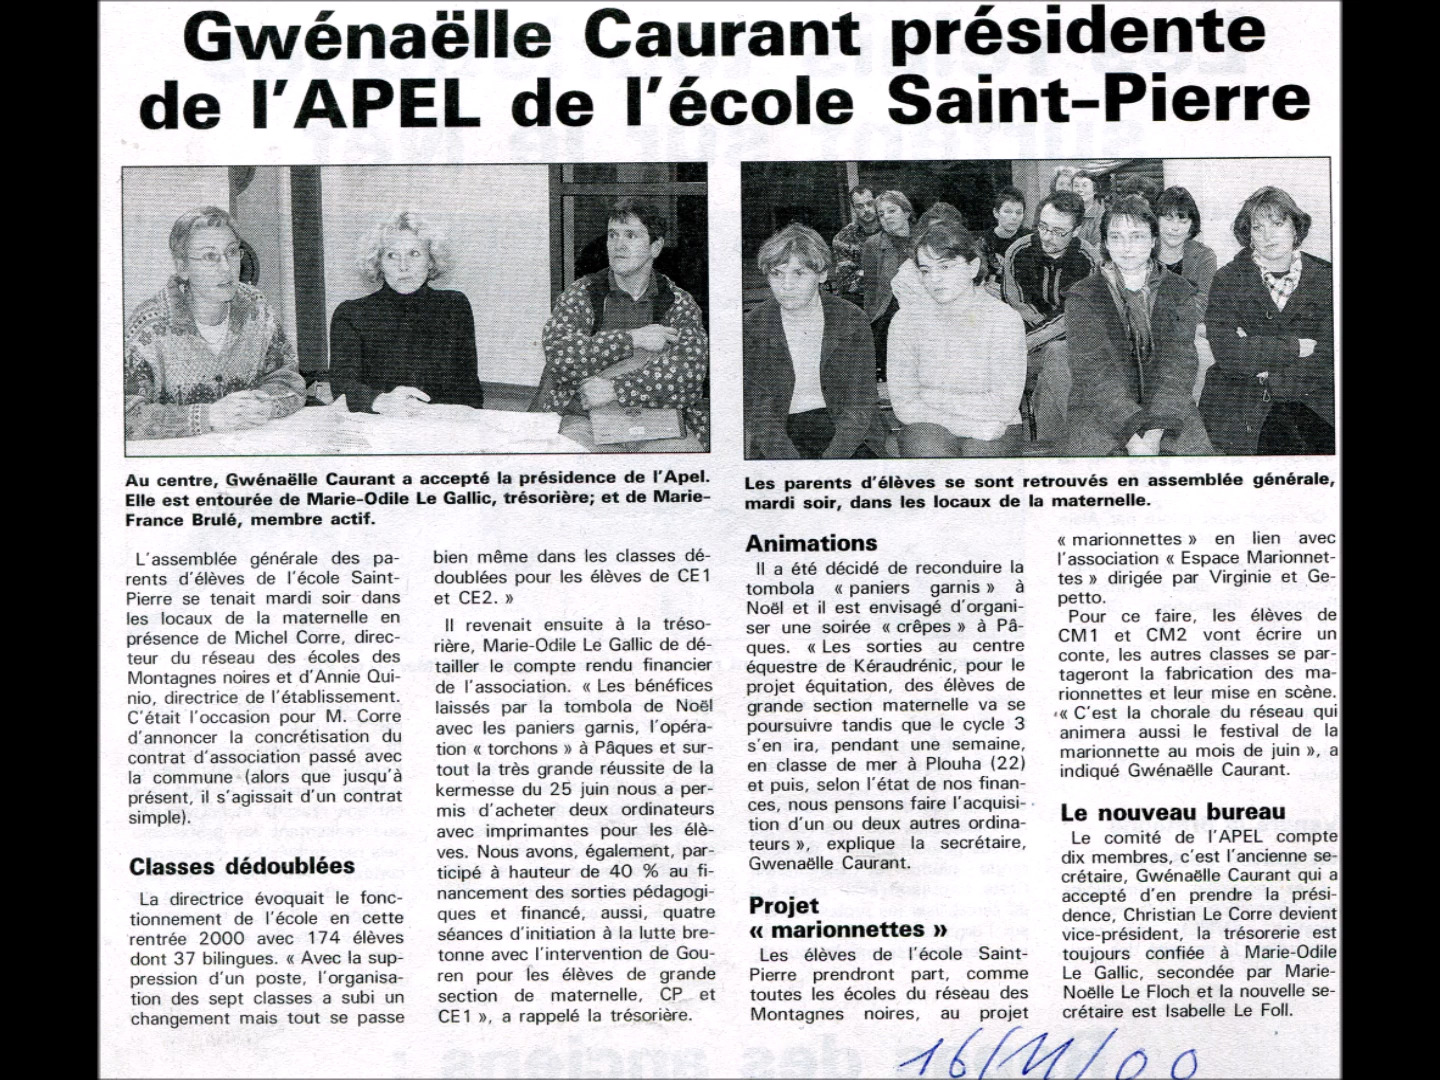 Gwénaëlle Caurant présidente
de l'APEL de l'école Saint-Pierre
Au centre, Gwénaëlle Caurant a accepté la présidence de l'Apel.
Elle est entourée de Marie-Odile Le Gallic, trésorière; et de Marie-
France Brulé, membre actif.
Les parents d'élèves se sont retrouvés en assemblée générale,
mardi soir, dans les locaux de la maternelle.
L'assemblée générale des pa-
rents d'élèves de l'école Saint-
Pierre se tenait mardi soir dans
les locaux de la maternelle en
présence de Michel Corre, direc-
teur du réseau des écoles des
Montagnes noires et d'Annie Qui-
nio, directrice de l'établissement.
C'était l'occasion pour M. Corre
d'annoncer la concrétisation du
contrat d'association passé avec
la commune (alors que jusqu'à
présent, il s'agissait d'un contrat
simple).
Classes dédoublées
La directrice évoquait le fonc-
tionnement de l'école en cette
rentrée 2000 avec 174 élèves
dont 37 bilingues. « Avec la sup-
pression d'un poste, l'organisa-
tion des sept classes a subi un
changement mais tout se passe
bien même dans les classes dé-
doublées pour les élèves de CE1
et CE2. »
Il revenait ensuite à la tréso-
rière, Marie-Odile Le Gallic de dé-
tailler le compte rendu financier
de l'association. « Les bénéfices
laissés par la tombola de Noël
avec les paniers garnis, l'opéra-
tion « torchons » à Pâques et sur-
tout la très grande réussite de la
kermesse du 25 juin nous a per-
mis d'acheter deux ordinateurs
avec imprimantes pour les élè-
ves. Nous avons, également, par-
ticipé à hauteur de 40 % au fi-
nancement des sorties pédagogi-
ques et financé, aussi, quatre
séances d'initiation à la lutte bre-
tonne avec l'intervention de Gou-
ren pour les élèves de grande
section de maternelle, CP et
CE1 », a rappelé la trésorière.
Animations
Il a été décidé de reconduire la
tombola « paniers garnis » à
Noël et il est envisagé d'organi-
ser une soirée « crêpes » à Pâ-
ques. « Les sorties au centre
équestre de Kéraudrénic, pour le
projet équitation, des élèves de
grande section maternelle va se
poursuivre tandis que le cycle 3
s'en ira, pendant une semaine,
en classe de mer à Plouha (22)
et puis, selon l'état de nos finan-
ces, nous pensons faire l'acquisi-
tion d'un ou deux autres ordina-
teurs », explique la secrétaire,
Gwenaëlle Caurant.
Projet
« marionnettes »
Les élèves de l'école Saint-
Pierre prendront part, comme
toutes les écoles du réseau des
Montagnes noires, au projet
« marionnettes » en lien avec
l'association « Espace Marionnet-
tes » dirigée par Virginie et Ge-
petto.
Pour ce faire, les élèves de
CM1 et CM2 vont écrire un
conte, les autres classes se par-
tageront la fabrication des ma-
rionnettes et leur mise en scène.
« C'est la chorale du réseau qui
animera aussi le festival de la
marionnette au mois de juin », a
indiqué Gwénaëlle Caurant.
Le nouveau bureau
Le comité de l'APEL compte
dix membres, c'est l'ancienne se-
crétaire, Gwénaëlle Caurant qui a
accepté d'en prendre la prési-
dence, Christian Le Corre devient
vice-président, la trésorerie est
toujours confiée à Marie-Odile
Le Gallic, secondée par Marie-
Noëlle Le Floch et la nouvelle se-
crétaire est Isabelle Le Foll.
16/11/00